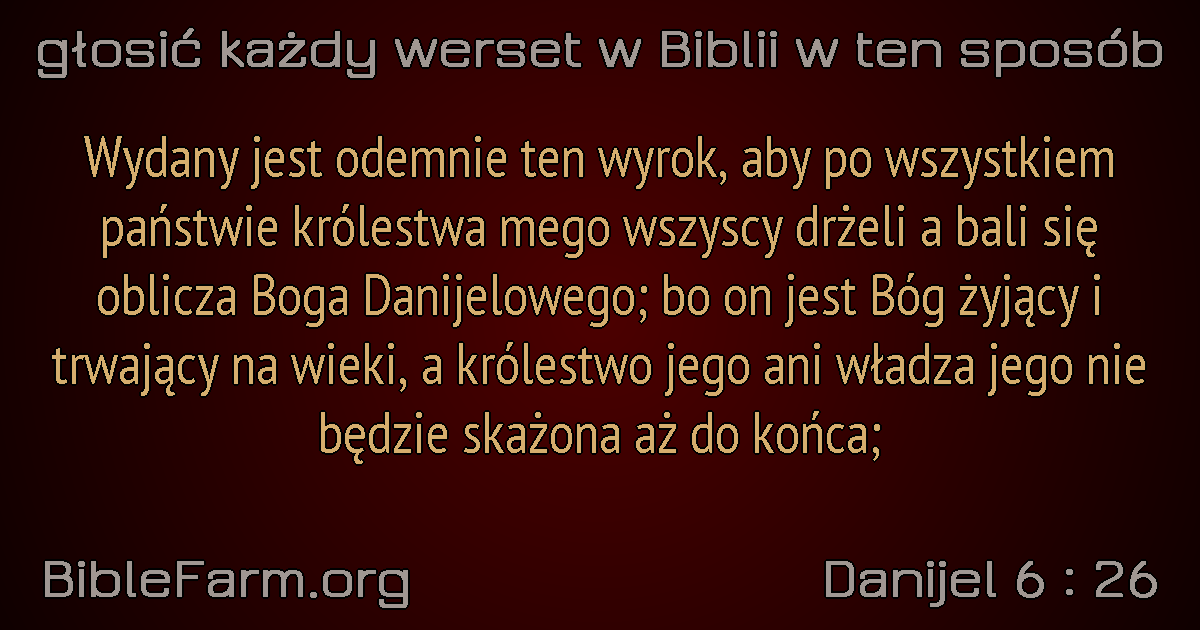 głosić każdy werset w Biblii w ten sposób
Wydany jest odemnie ten wyrok, aby po wszystkiem
państwie królestwa mego wszyscy drżeli a bali się
oblicza Boga Danijelowego; bo on jest Bóg żyjący i
trwający na wieki, a królestwo jego ani władza jego nie
będzie skażona aż do końca;
BibleFarm.org
Danijel 6 : 26